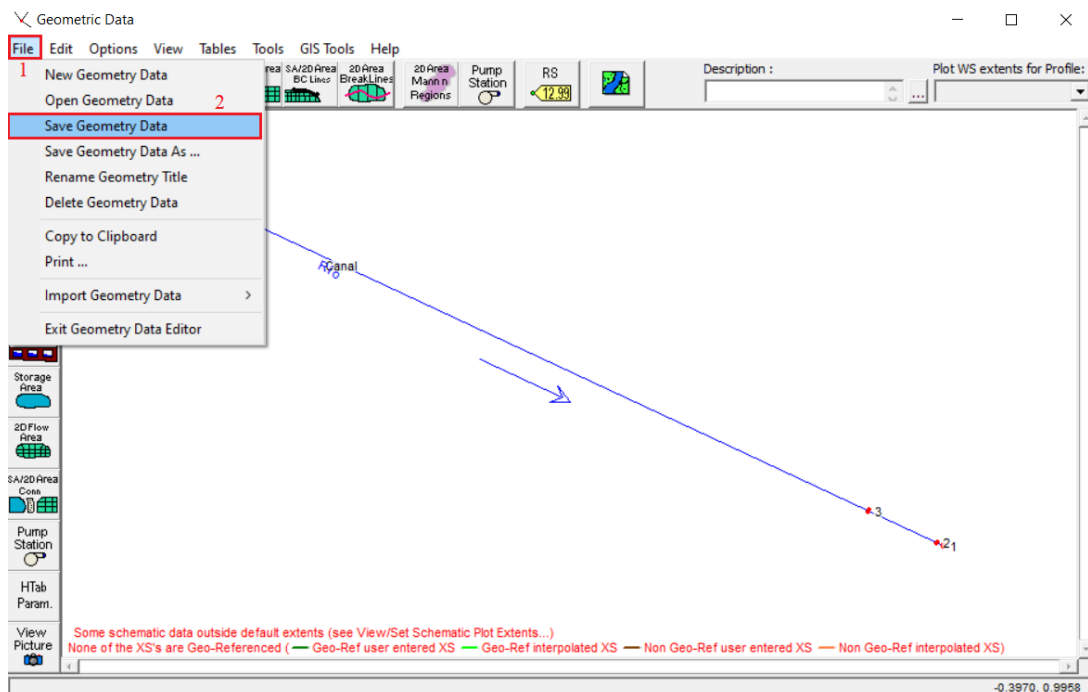 Geometric Data
File Edit Options View Tables Tools GIS Tools Help
1
New Geometry Data
Open Geometry Data
2
Save Geometry Data
Save Geometry Data As ...
Rename Geometry Title
Delete Geometry Data
Copy to Clipboard
Print ...
Import Geometry Data
Exit Geometry Data Editor
SA/2D Area
BC Lines
2D Area
BreakLines
2D Area
Mann n
Regions
Pump
Station
RS
12.99
Description :
...
Plot WS extents for Profile:
Canal
3
2
1
Storage
Area
2D Flow
Area
SA/2D Area
Conn
Pump
Station
HTab
Param.
View
Picture
Some schematic data outside default extents (see View/Set Schematic Plot Extents...)
None of the XS's are Geo-Referenced ( Geo-Ref user entered XS Geo-Ref interpolated XS Non Geo-Ref user entered XS Non Geo-Ref interpolated XS)
-0.3970, 0.9958